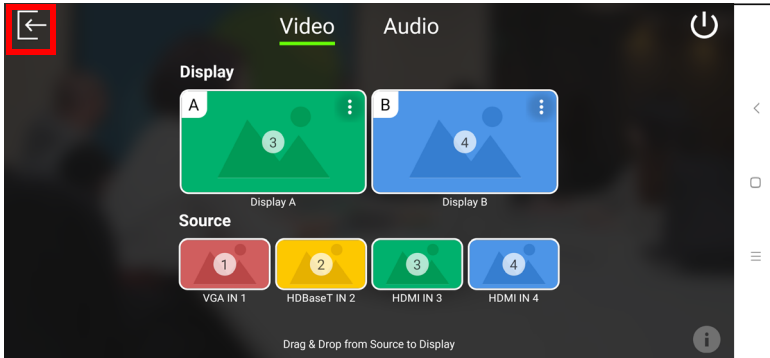 Video Audio
Display
A B
3 4
Display A Display B
Source
1 2 3 4
VGA IN 1 HDBaseT IN 2 HDMI IN 3 HDMI IN 4
Drag & Drop from Source to Display
i